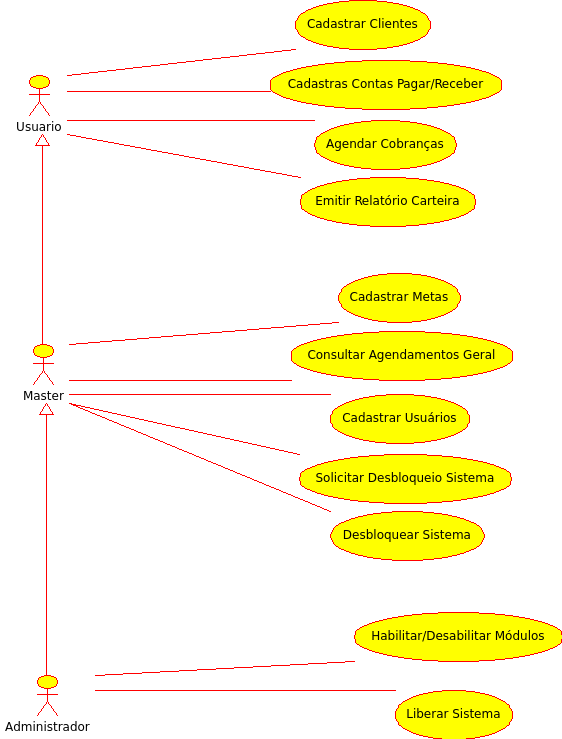 Cadastrar Clientes
Cadastras Contas Pagar/Receber
Usuario
Agendar Cobranças
Emitir Relatório Carteira
Cadastrar Metas
Consultar Agendamentos Geral
Master
Cadastrar Usuários
Solicitar Desbloqueio Sistema
Desbloquear Sistema
Habilitar/Desabilitar Módulos
Liberar Sistema
Administrador